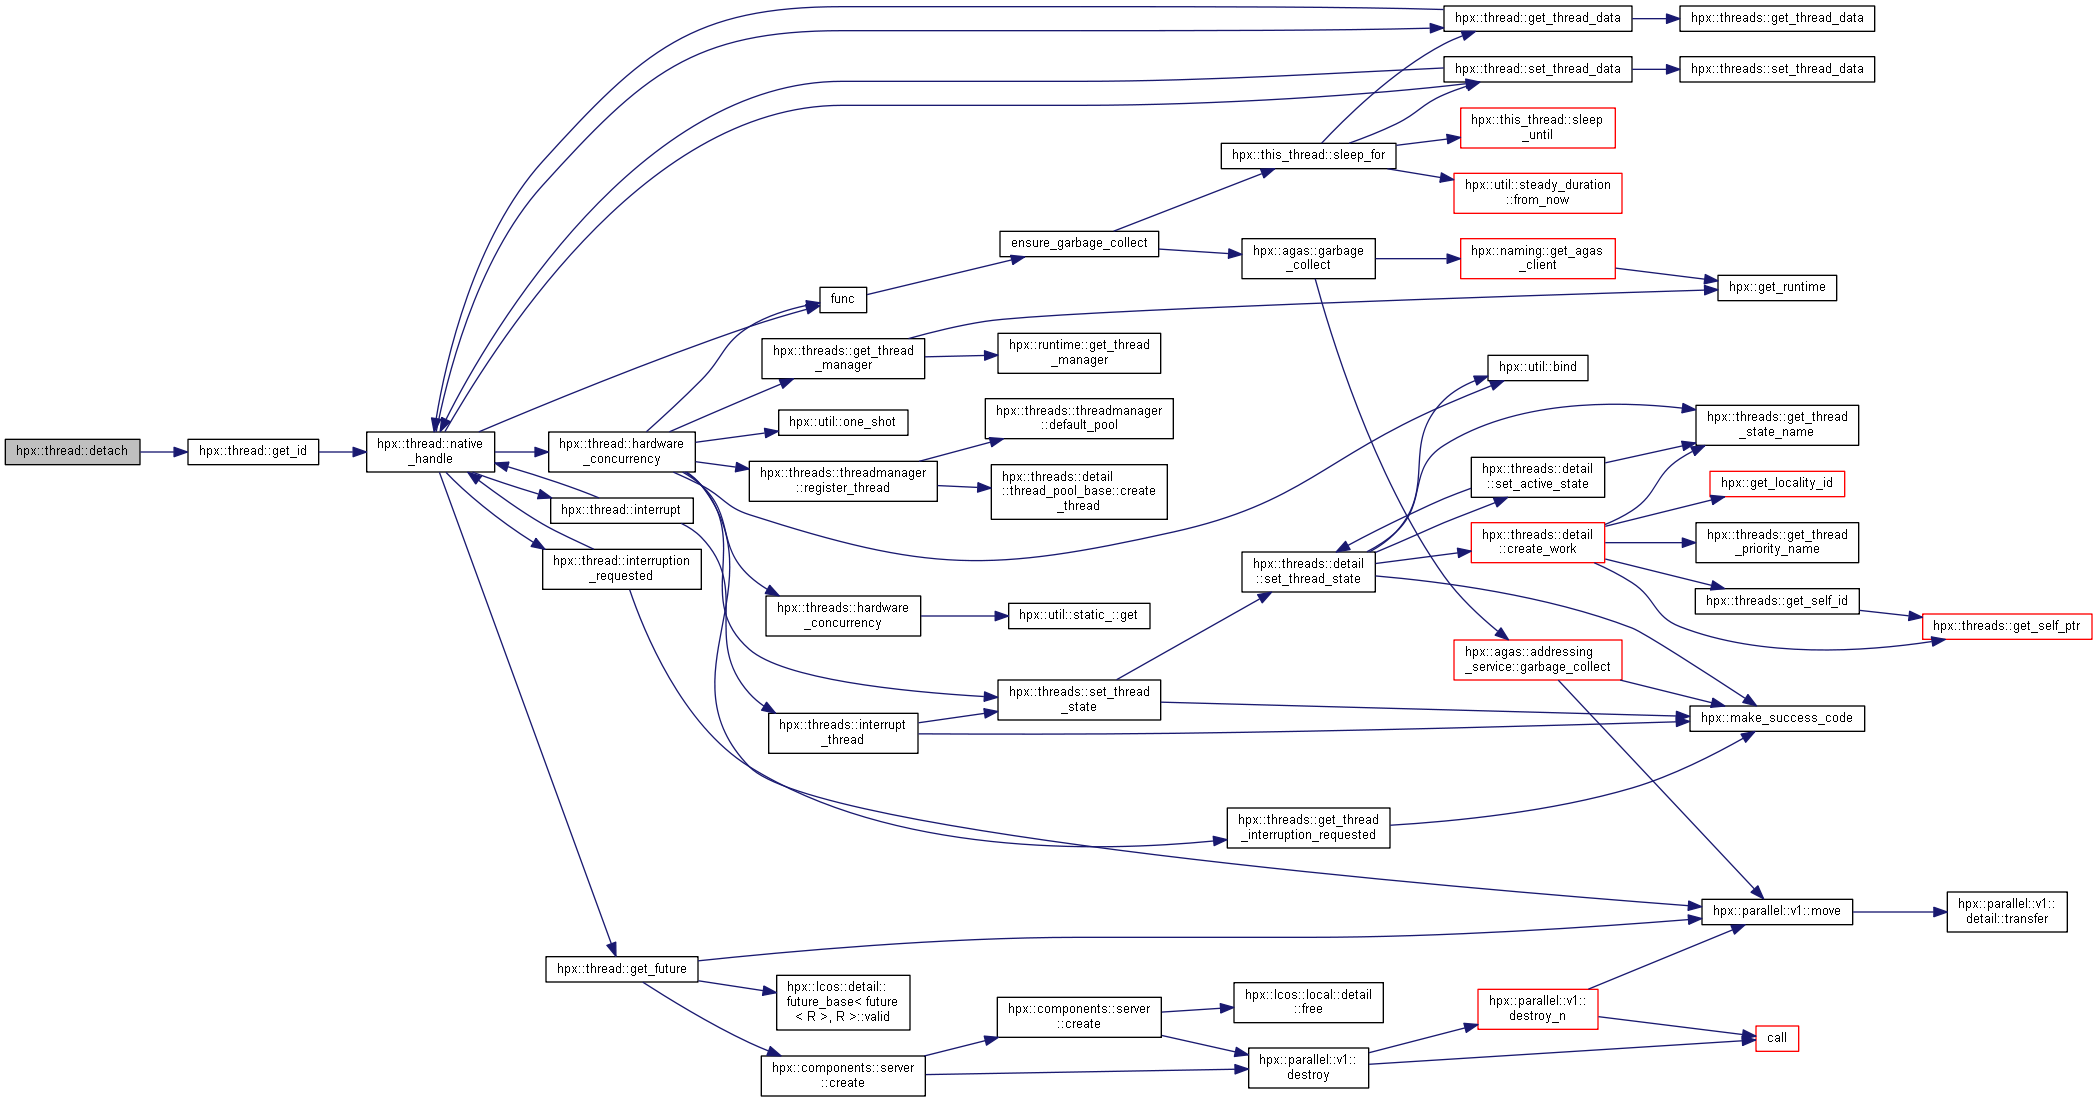 hpx::thread::detach
hpx::thread::get_id
hpx::thread::native
_handle
hpx::thread::hardware
_concurrency
hpx::thread::interrupt
hpx::thread::interruption
_requested
hpx::thread::get_future
func
hpx::threads::get_thread
_manager
hpx::util::one_shot
hpx::threads::threadmanager
::register_thread
hpx::threads::hardware
_concurrency
hpx::threads::interrupt
_thread
hpx::lcos::detail::
future_base< future
< R >, R >::valid
hpx::components::server
::create
ensure_garbage_collect
hpx::runtime::get_thread
_manager
hpx::threads::threadmanager
::default_pool
hpx::threads::detail
::thread_pool_base::create
_thread
hpx::util::static_::get
hpx::threads::set_thread
_state
hpx::components::server
::create
hpx::this_thread::sleep_for
hpx::agas::garbage
_collect
hpx::threads::detail
::set_thread_state
hpx::threads::get_thread
_interruption_requested
hpx::lcos::local::detail
::free
hpx::parallel::v1::
destroy
hpx::thread::get_thread_data
hpx::thread::set_thread_data
hpx::this_thread::sleep
_until
hpx::util::steady_duration
::from_now
hpx::naming::get_agas
_client
hpx::util::bind
hpx::threads::detail
::set_active_state
hpx::threads::detail
::create_work
hpx::agas::addressing
_service::garbage_collect
hpx::parallel::v1::
destroy_n
hpx::threads::get_thread_data
hpx::threads::set_thread_data
hpx::get_runtime
hpx::threads::get_thread
_state_name
hpx::get_locality_id
hpx::threads::get_thread
_priority_name
hpx::threads::get_self_id
hpx::make_success_code
hpx::parallel::v1::move
call
hpx::threads::get_self_ptr
hpx::parallel::v1::
detail::transfer